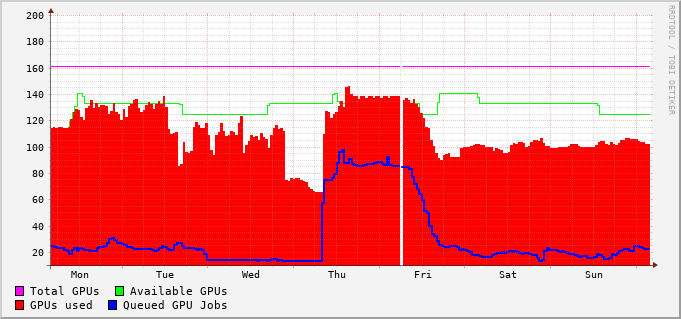 200
180
160
140
120
100
80
60
40
20
Mon Tue Wed Thu Fri Sat Sun
Total GPUs Available GPUs
GPUs used Queued GPU Jobs
RRDTOOL / TOBI OETIKER